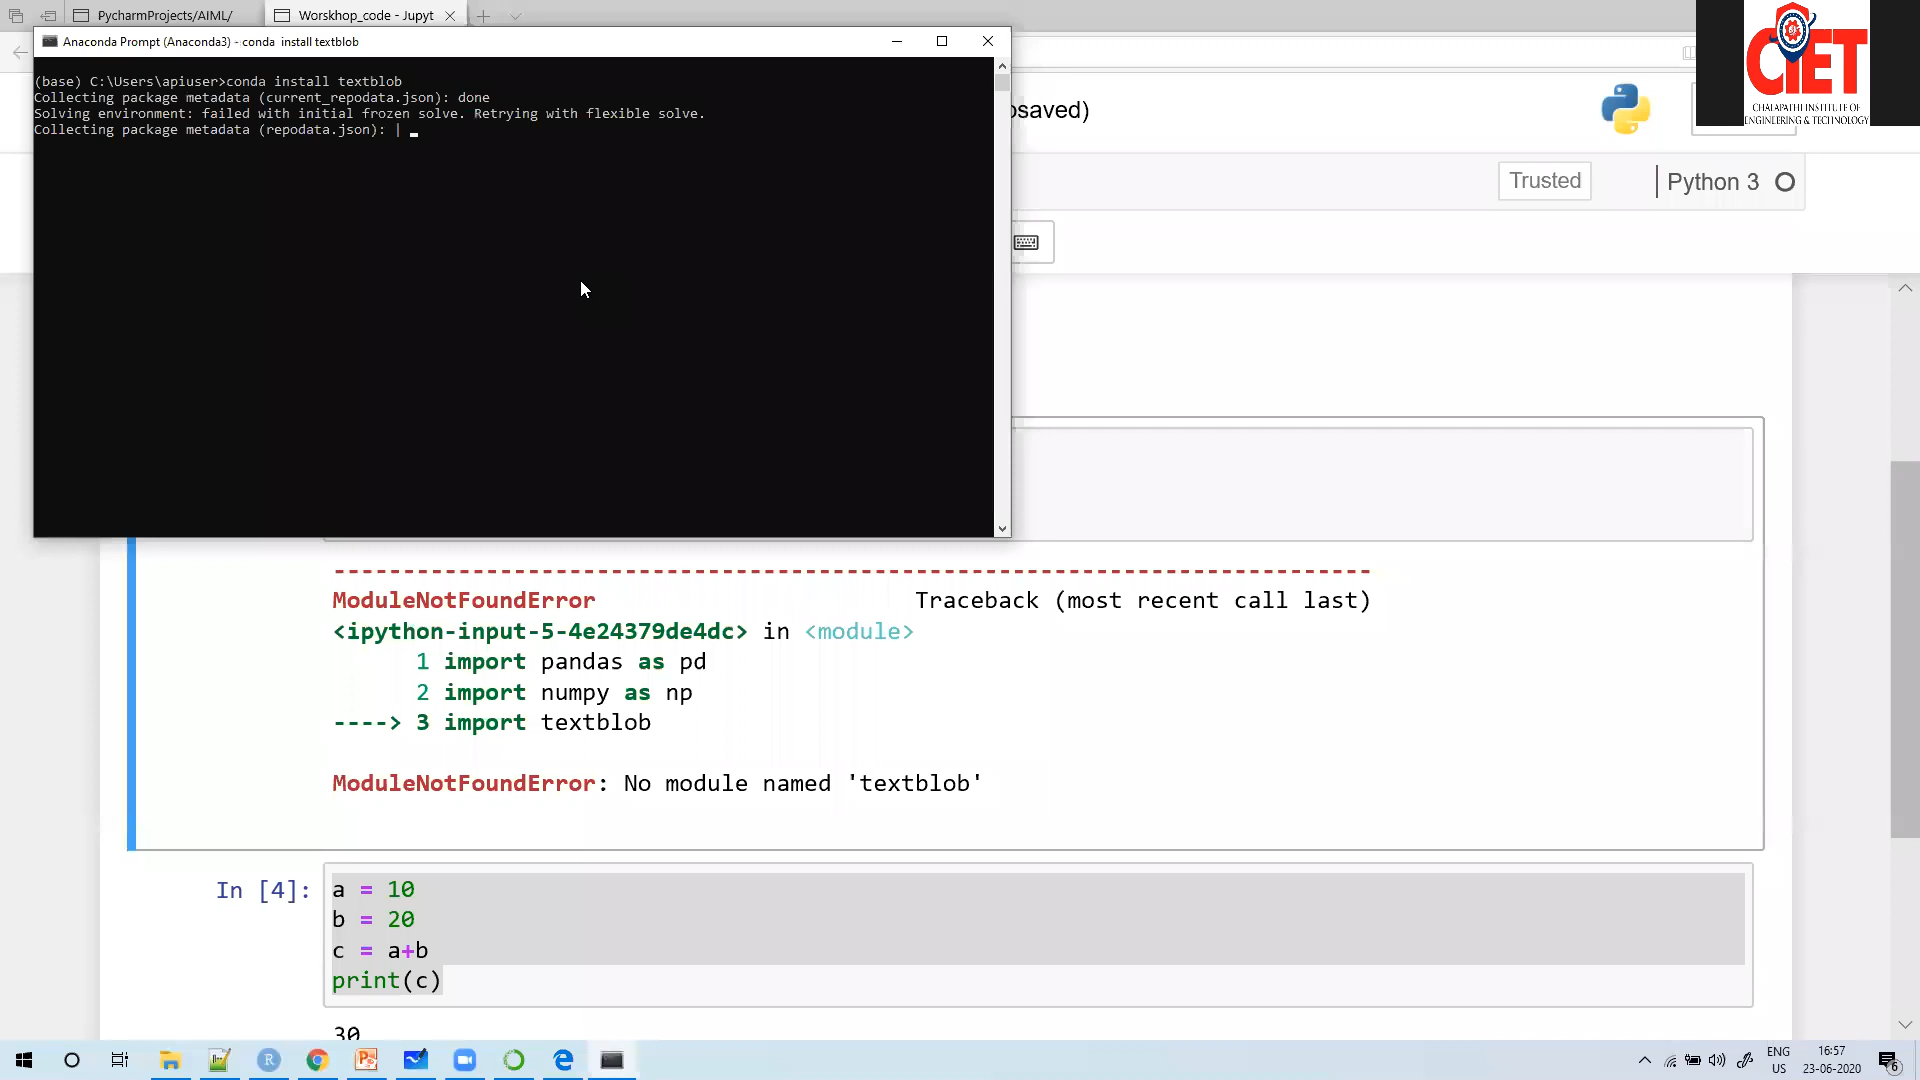 PycharmProjects/AIML/
Worskhop_code - Jupyt
Anaconda Prompt (Anaconda3) - conda  install textblob
(base) C:\Users\apiuser>conda install textblob
Collecting package metadata (current_repodata.json): done
Solving environment: failed with initial frozen solve. Retrying with flexible solve.
Collecting package metadata (repodata.json): |
osaved)
CIET
CHALAPATHI INSTITUTE OF
ENGINEERING & TECHNOLOGY
Trusted
Python 3
---------------------------------------------------------------------------
ModuleNotFoundError                       Traceback (most recent call last)
<ipython-input-5-4e24379de4dc> in <module>
      1 import pandas as pd
      2 import numpy as np
----> 3 import textblob
ModuleNotFoundError: No module named 'textblob'
In [4]:
a = 10
b = 20
c = a+b
print(c)
30
ENG
US
16:57
23-06-2020
6